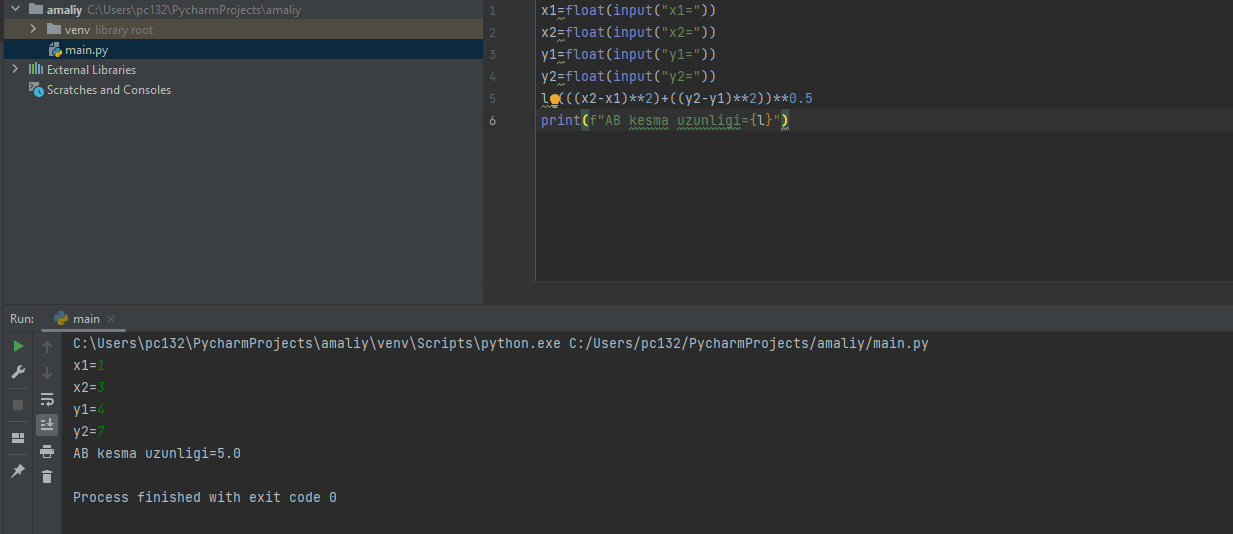 amaliy C:\Users\pc132\PycharmProjects\amaliy
venv library root
main.py
External Libraries
Scratches and Consoles
1 x1=float(input("x1="))
2 x2=float(input("x2="))
3 y1=float(input("y1="))
4 y2=float(input("y2="))
5 l (((x2-x1)**2)+((y2-y1)**2))**0.5
6 print(f"AB kesma uzunligi={l}")
Run: main
C:\Users\pc132\PycharmProjects\amaliy\venv\Scripts\python.exe C:/Users/pc132/PycharmProjects/amaliy/main.py
x1=1
x2=3
y1=4
y2=7
AB kesma uzunligi=5.0
Process finished with exit code 0